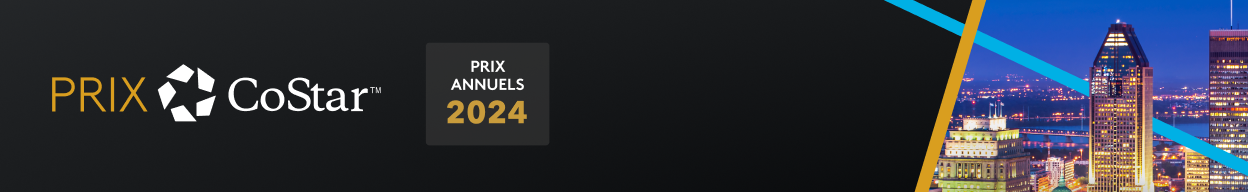 PRIX CoStar™
PRIX
ANNUELS
2024